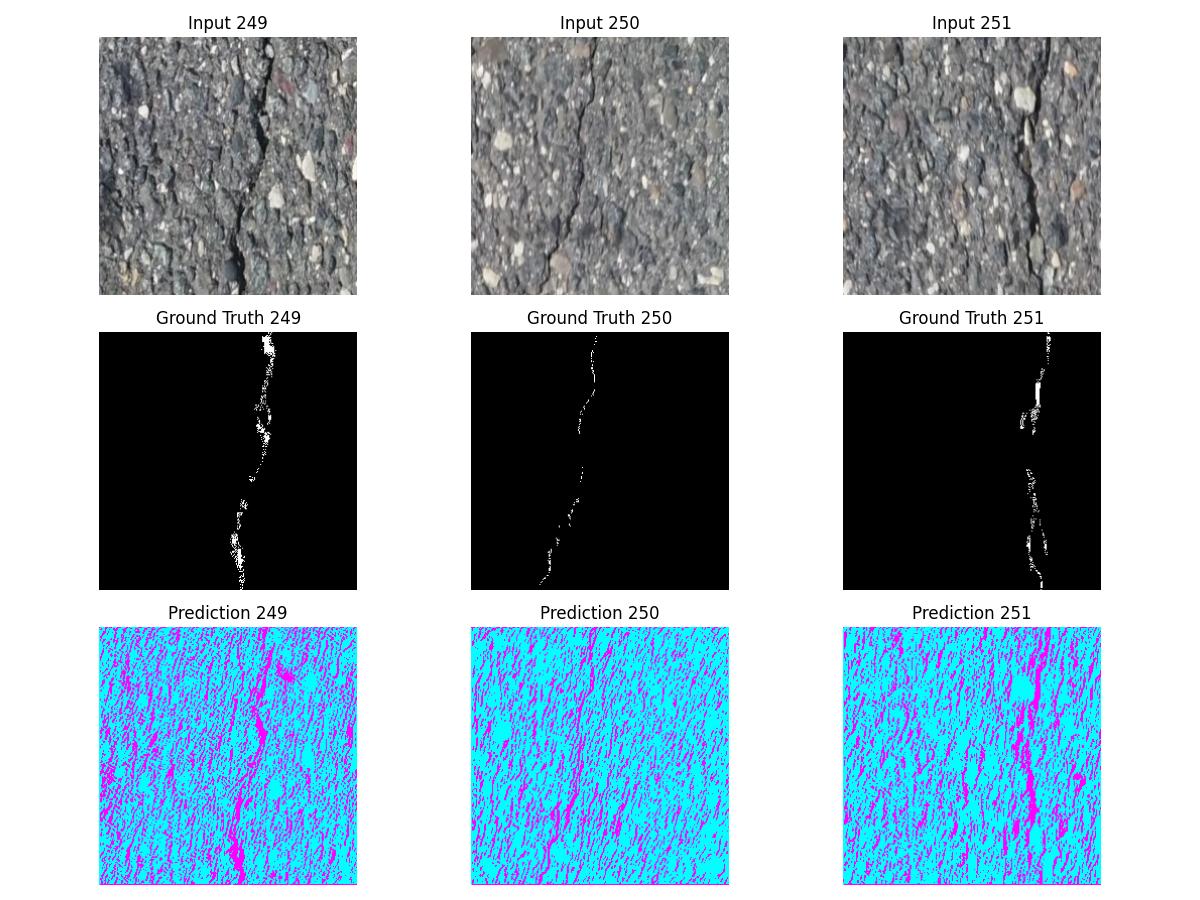 Input 249
Input 250
Input 251
Ground Truth 249
Ground Truth 250
Ground Truth 251
Prediction 249
Prediction 250
Prediction 251